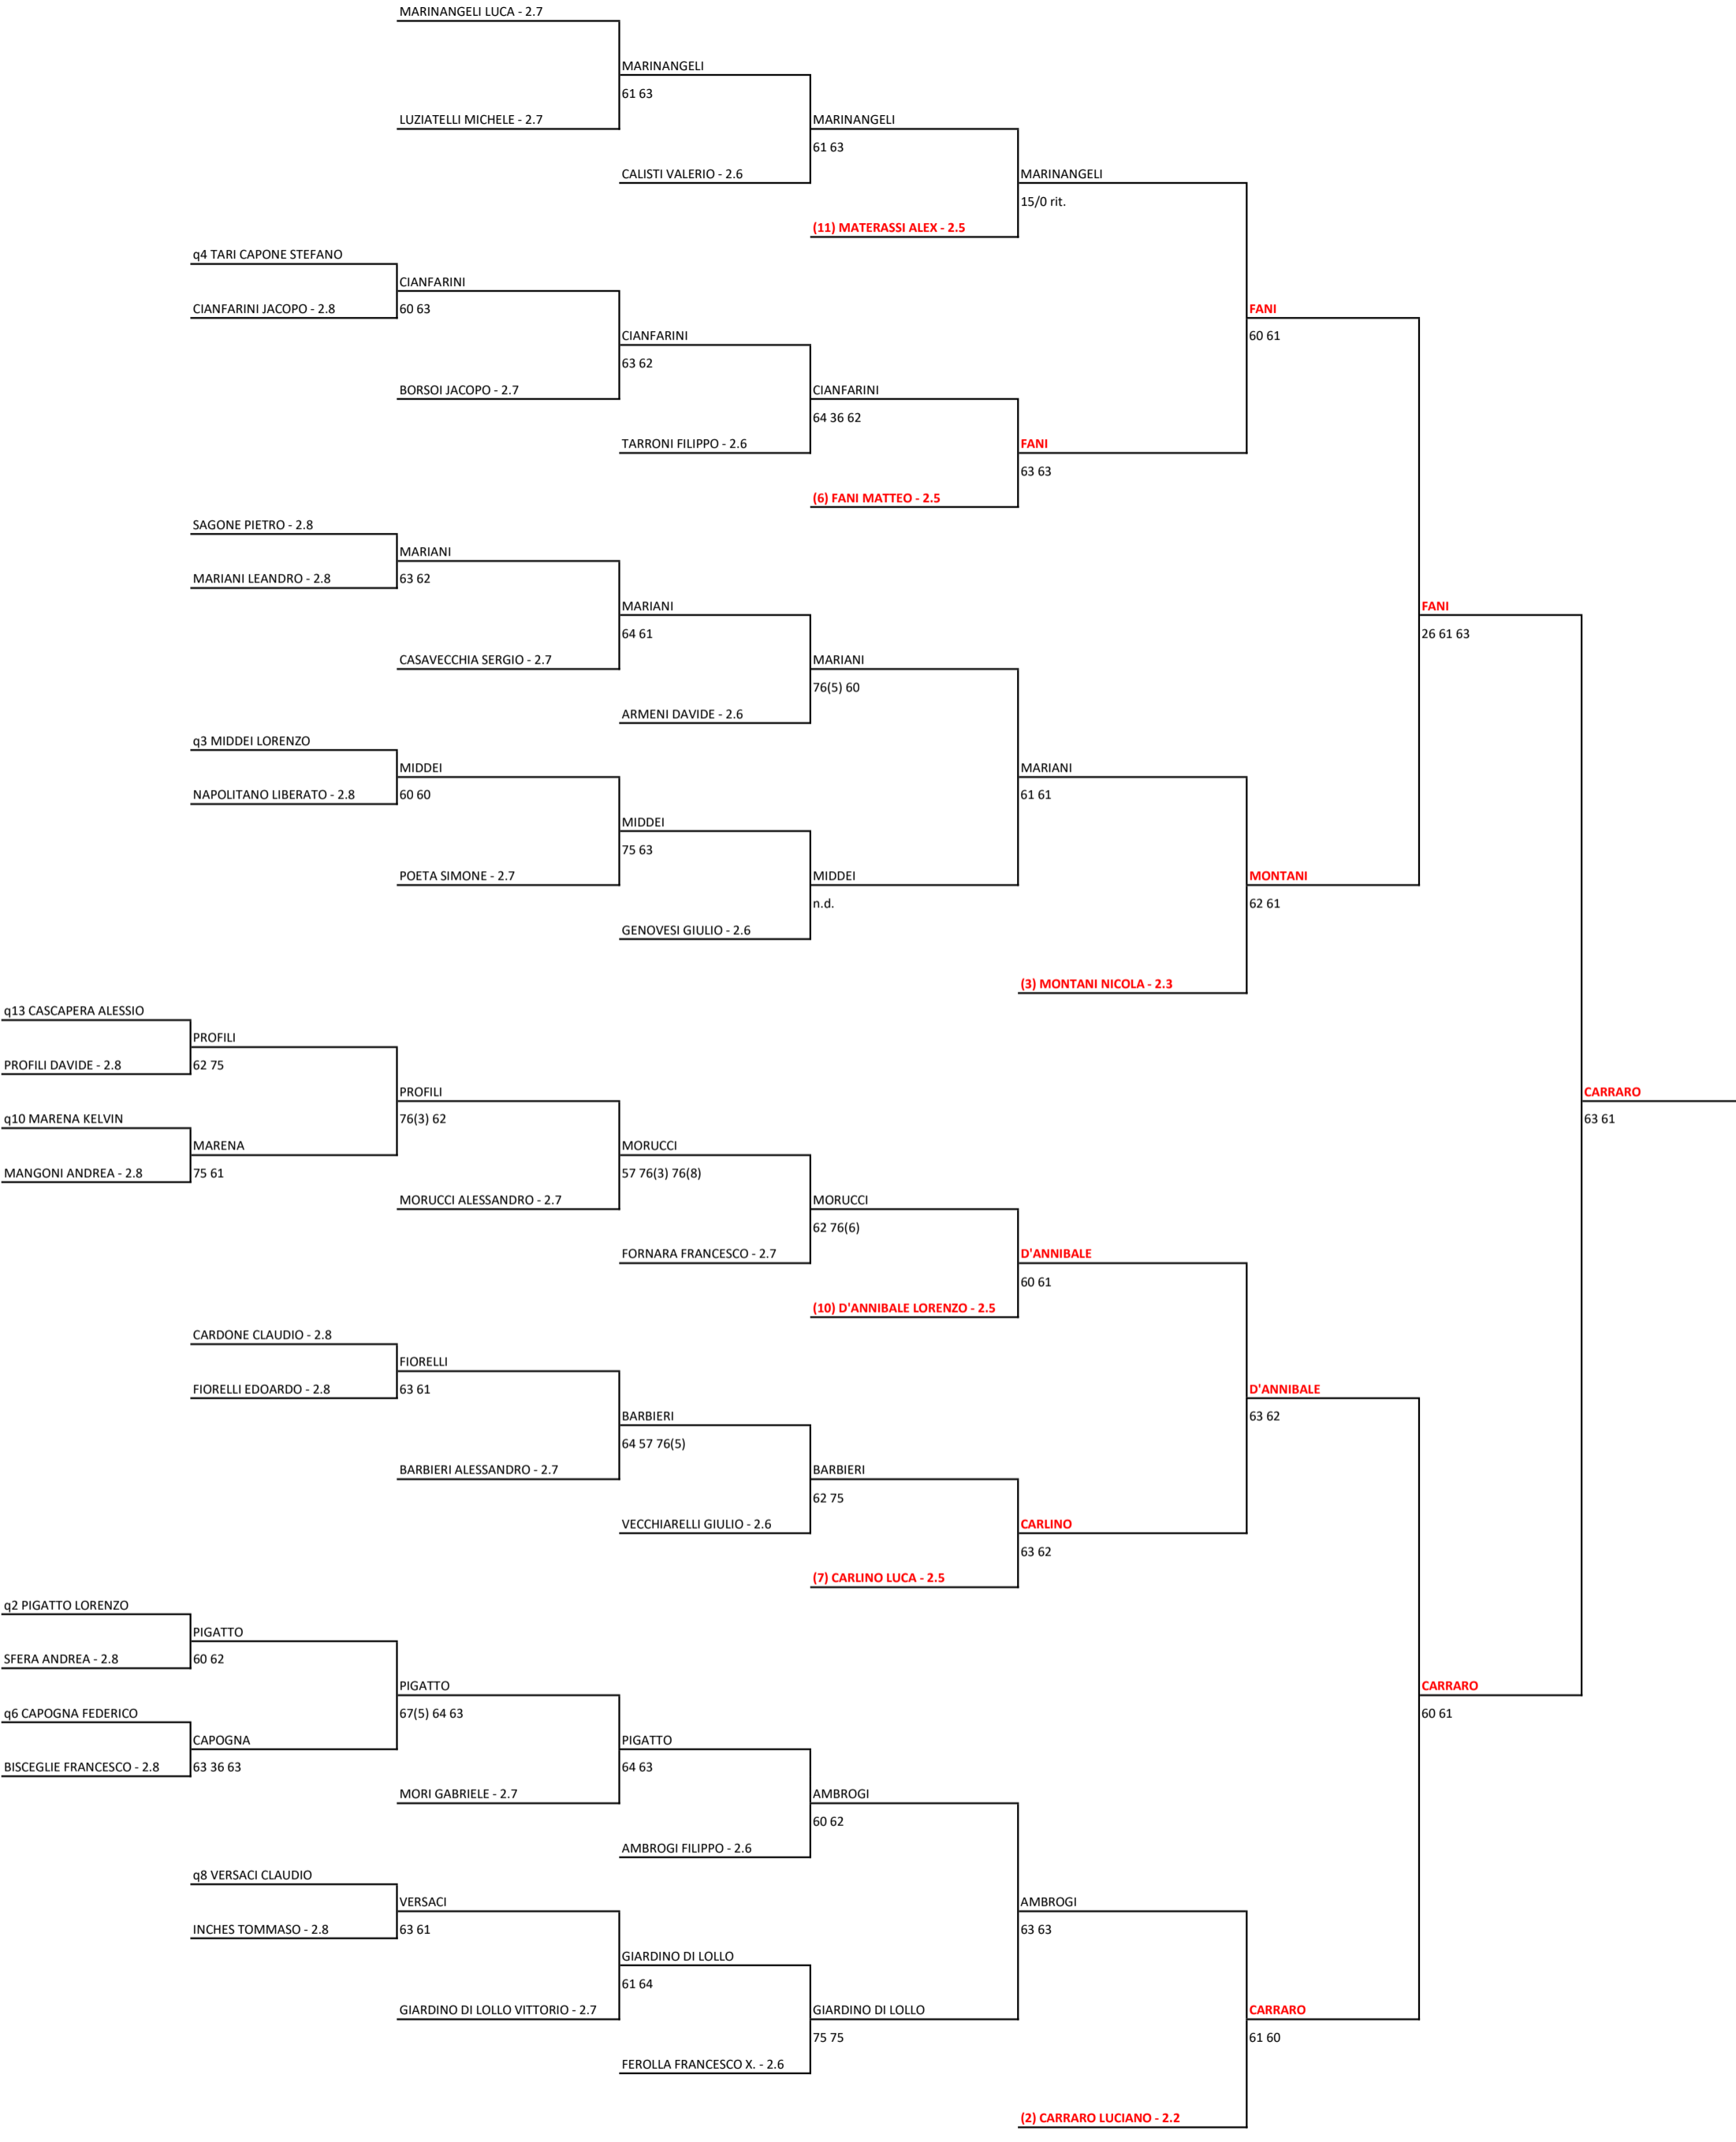 MARINANGELI LUCA - 2.7
MARINANGELI
61 63
LUZIATELLI MICHELE - 2.7
MARINANGELI
61 63
CALISTI VALERIO - 2.6
MARINANGELI
15/0 rit.
(11) MATERASSI ALEX - 2.5
q4 TARI CAPONE STEFANO
CIANFARINI
CIANFARINI JACOPO - 2.8
60 63
FANI
60 61
CIANFARINI
63 62
BORSOI JACOPO - 2.7
CIANFARINI
64 36 62
TARRONI FILIPPO - 2.6
FANI
63 63
(6) FANI MATTEO - 2.5
SAGONE PIETRO - 2.8
MARIANI
MARIANI LEANDRO - 2.8
63 62
MARIANI
FANI
64 61
26 61 63
CASAVECCHIA SERGIO - 2.7
MARIANI
76(5) 60
ARMENI DAVIDE - 2.6
q3 MIDDEI LORENZO
MIDDEI
MARIANI
NAPOLITANO LIBERATO - 2.8
60 60
61 61
MIDDEI
75 63
POETA SIMONE - 2.7
MIDDEI
MONTANI
n.d.
62 61
GENOVESI GIULIO - 2.6
(3) MONTANI NICOLA - 2.3
q13 CASCAPERA ALESSIO
PROFILI
PROFILI DAVIDE - 2.8
62 75
PROFILI
CARRARO
q10 MARENA KELVIN
76(3) 62
63 61
MARENA
MORUCCI
MANGONI ANDREA - 2.8
75 61
57 76(3) 76(8)
MORUCCI ALESSANDRO - 2.7
MORUCCI
62 76(6)
FORNARA FRANCESCO - 2.7
D'ANNIBALE
60 61
(10) D'ANNIBALE LORENZO - 2.5
CARDONE CLAUDIO - 2.8
FIORELLI
FIORELLI EDOARDO - 2.8
63 61
D'ANNIBALE
BARBIERI
63 62
64 57 76(5)
BARBIERI ALESSANDRO - 2.7
BARBIERI
62 75
VECCHIARELLI GIULIO - 2.6
CARLINO
63 62
(7) CARLINO LUCA - 2.5
q2 PIGATTO LORENZO
PIGATTO
SFERA ANDREA - 2.8
60 62
PIGATTO
CARRARO
q6 CAPOGNA FEDERICO
67(5) 64 63
60 61
CAPOGNA
PIGATTO
BISCEGLIE FRANCESCO - 2.8
63 36 63
64 63
MORI GABRIELE - 2.7
AMBROGI
60 62
AMBROGI FILIPPO - 2.6
q8 VERSACI CLAUDIO
VERSACI
AMBROGI
INCHES TOMMASO - 2.8
63 61
63 63
GIARDINO DI LOLLO
61 64
GIARDINO DI LOLLO VITTORIO - 2.7
GIARDINO DI LOLLO
CARRARO
75 75
61 60
FEROLLA FRANCESCO X. - 2.6
(2) CARRARO LUCIANO - 2.2